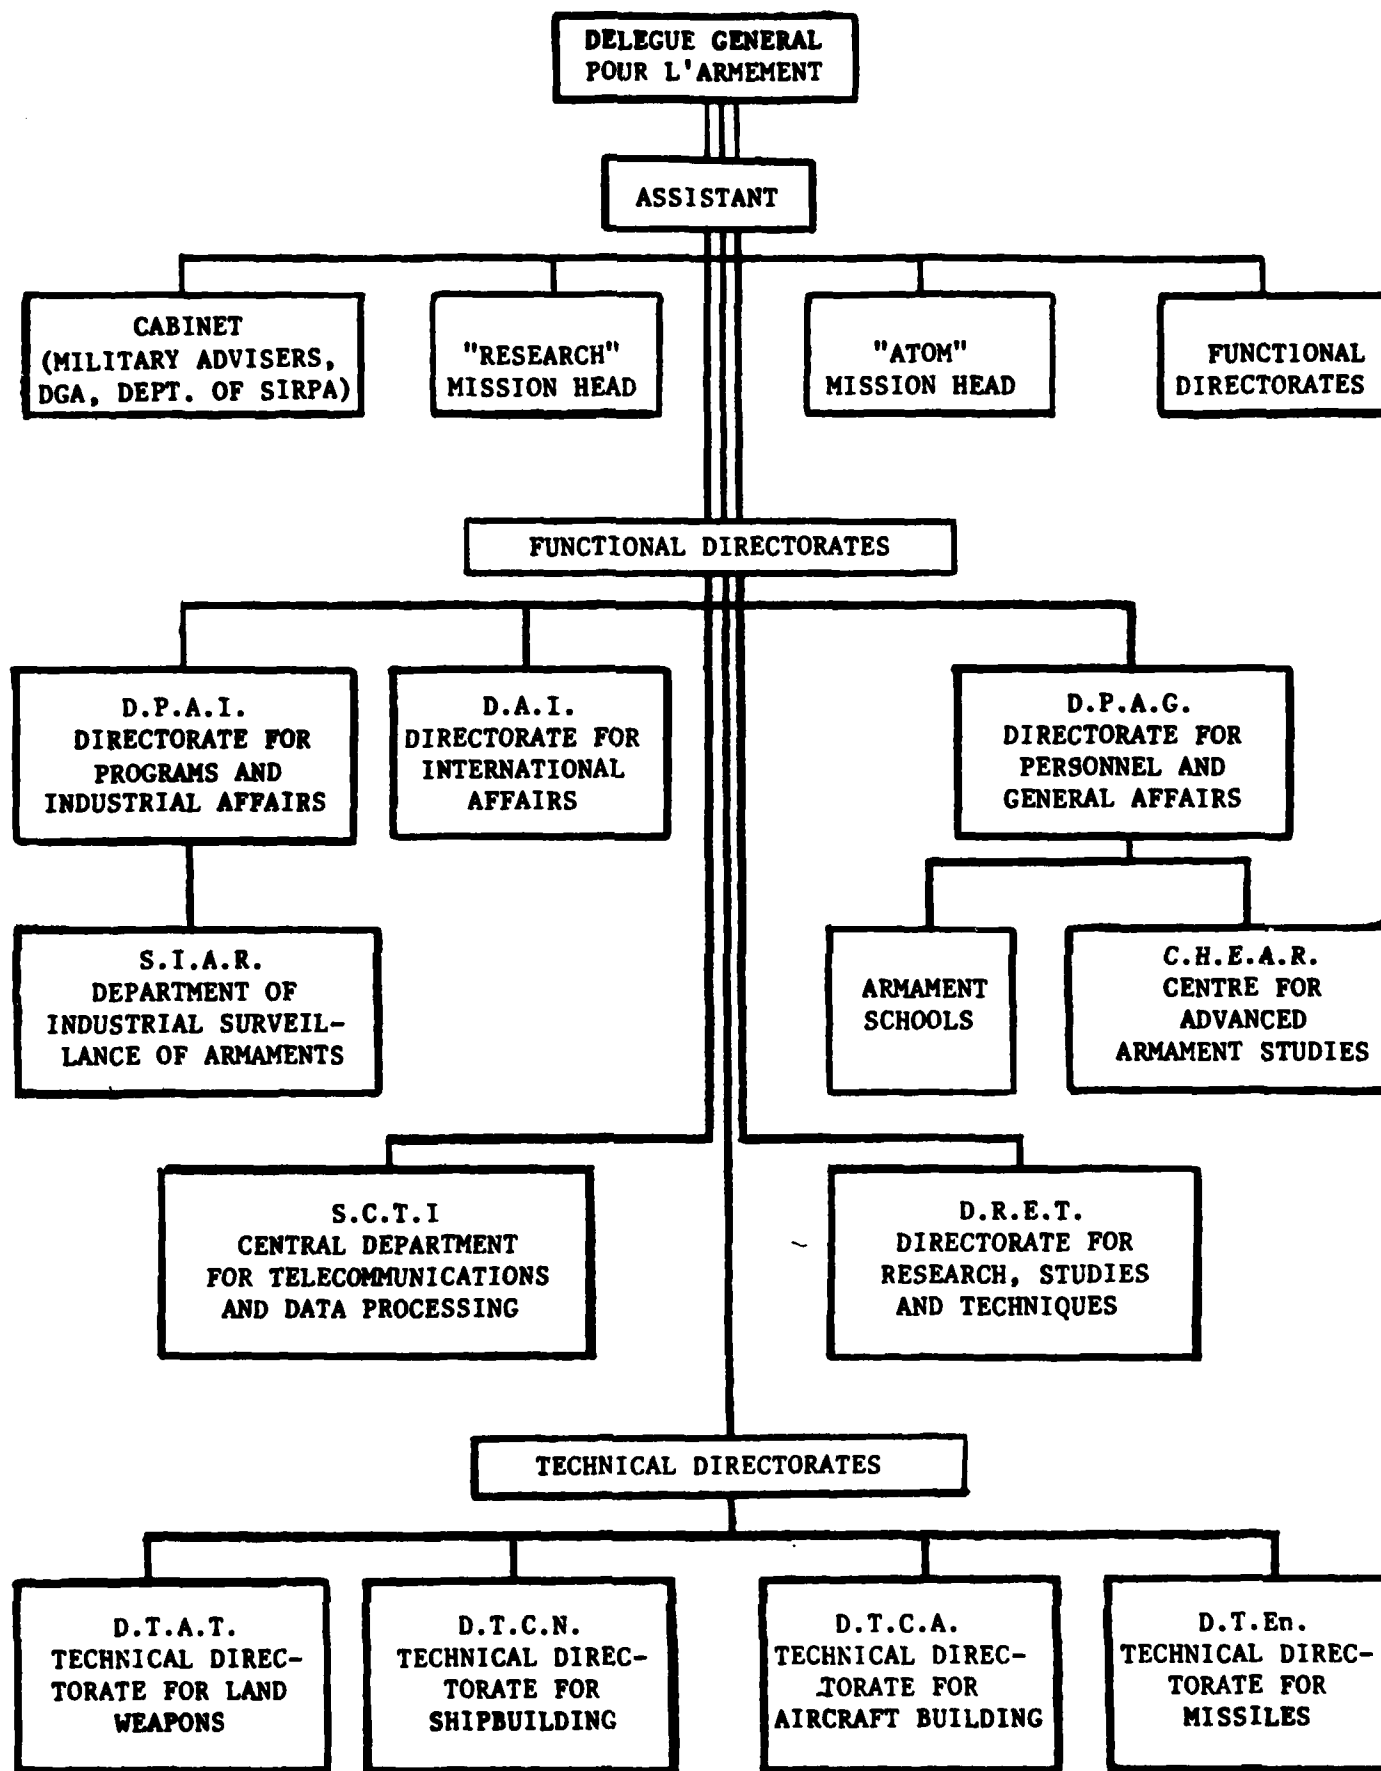 DELEGUE GENERAL
POUR L'ARMEMENT
ASSISTANT
CABINET
(MILITARY ADVISERS,
DGA, DEPT. OF SIRPA)
"RESEARCH"
MISSION HEAD
"ATOM"
MISSION HEAD
FUNCTIONAL
DIRECTORATES
FUNCTIONAL DIRECTORATES
D.P.A.I.
DIRECTORATE FOR
PROGRAMS AND
INDUSTRIAL AFFAIRS
D.A.I.
DIRECTORATE FOR
INTERNATIONAL
AFFAIRS
D.P.A.G.
DIRECTORATE FOR
PERSONNEL AND
GENERAL AFFAIRS
S.I.A.R.
DEPARTMENT OF
INDUSTRIAL SURVEIL-
LANCE OF ARMAMENTS
ARMAMENT
SCHOOLS
C.H.E.A.R.
CENTRE FOR
ADVANCED
ARMAMENT STUDIES
S.C.T.I
CENTRAL DEPARTMENT
FOR TELECOMMUNICATIONS
AND DATA PROCESSING
D.R.E.T.
DIRECTORATE FOR
RESEARCH, STUDIES
AND TECHNIQUES
TECHNICAL DIRECTORATES
D.T.A.T.
TECHNICAL DIREC-
TORATE FOR LAND
WEAPONS
D.T.C.N.
TECHNICAL DIREC-
TORATE FOR
SHIPBUILDING
D.T.C.A.
TECHNICAL DIREC-
TORATE FOR
AIRCRAFT BUILDING
D.T.En.
TECHNICAL DIREC-
TORATE FOR
MISSILES